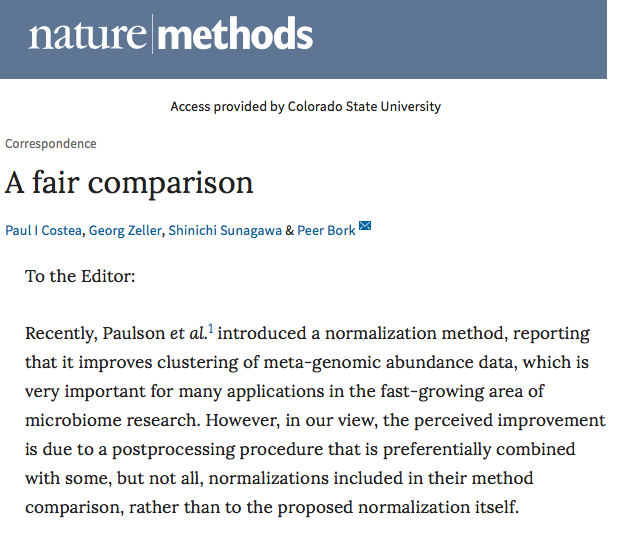 nature|methods
Access provided by Colorado State University
Correspondence
A fair comparison
Paul I Costea, Georg Zeller, Shinichi Sunagawa & Peer Bork
To the Editor:
Recently, Paulson et al.1 introduced a normalization method, reporting
that it improves clustering of meta-genomic abundance data, which is
very important for many applications in the fast-growing area of
microbiome research. However, in our view, the perceived improvement
is due to a postprocessing procedure that is preferentially combined
with some, but not all, normalizations included in their method
comparison, rather than to the proposed normalization itself.